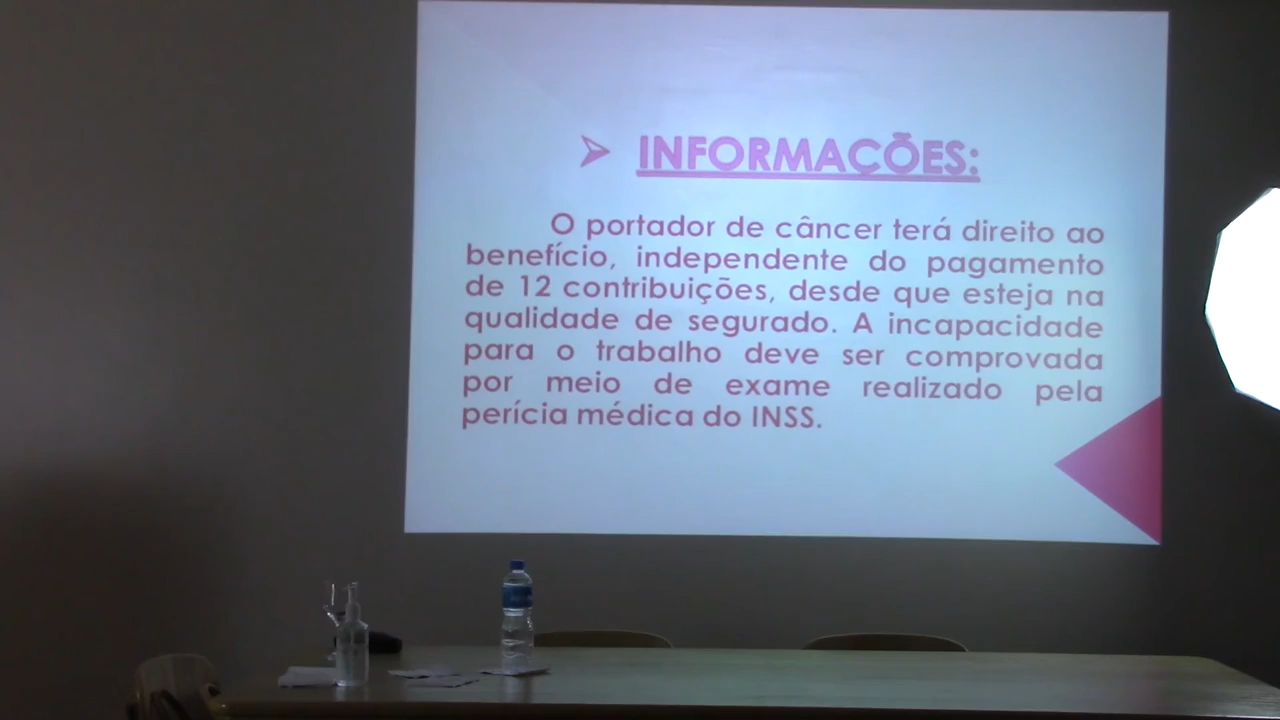 ➢ INFORMAÇÕES:
O portador de câncer terá direito ao
benefício, independente do pagamento
de 12 contribuições, desde que esteja na
qualidade de segurado. A incapacidade
para o trabalho deve ser comprovada
por meio de exame realizado pela
perícia médica do INSS.